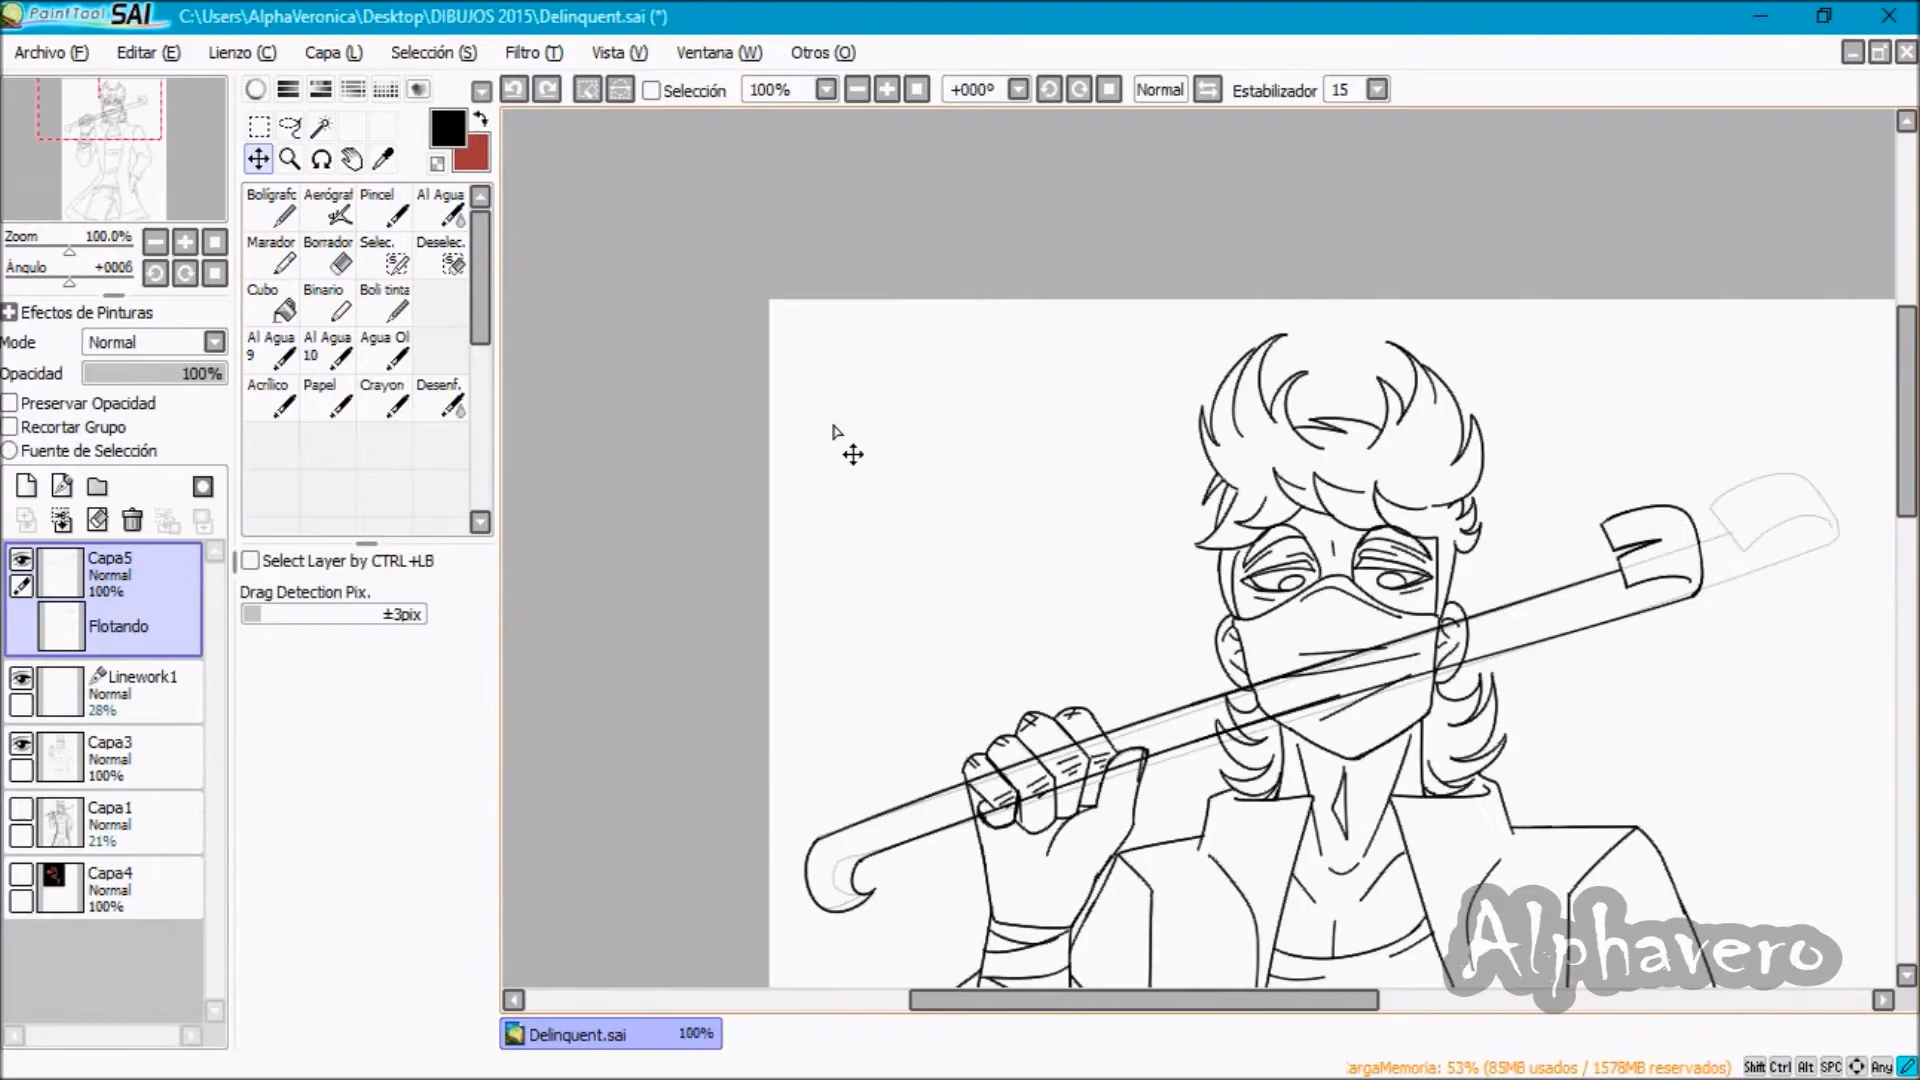 PaintTool SAI C:\Users\AlphaVeronica\Desktop\DIBUJOS 2015\Delinquent.sai (*)
Archivo (F) Editar (E) Lienzo (C) Capa (L) Selección (S) Filtro (T) Vista (V) Ventana (W) Otros (O)
Selección 100% +000º Normal Estabilizador 15
Bolígrafc Aerógraf Pincel Al Agua
Zoom 100.0%
Marador Borrador Selec. Deselec.
Ángulo +000б
Cubo Binario Boli tinta
Efectos de Pinturas
Mode Normal
Al Agua 9 Al Agua 10 Agua Ol
Opacidad 100%
Acrílico Papel Crayon Desenf.
Preservar Opacidad
Recortar Grupo
Fuente de Selección
Select Layer by CTRL+LB
Drag Detection Pix.
±3pix
Capa5
Normal
100%
Flotando
Linework1
Normal
28%
Capa3
Normal
100%
Capa1
Normal
21%
Capa4
Normal
100%
Alphavero
Delinquent.sai 100%
argaMemoria: 53% (85MB usados / 1578MB reservados) Shift Ctrl Alt SPC Any